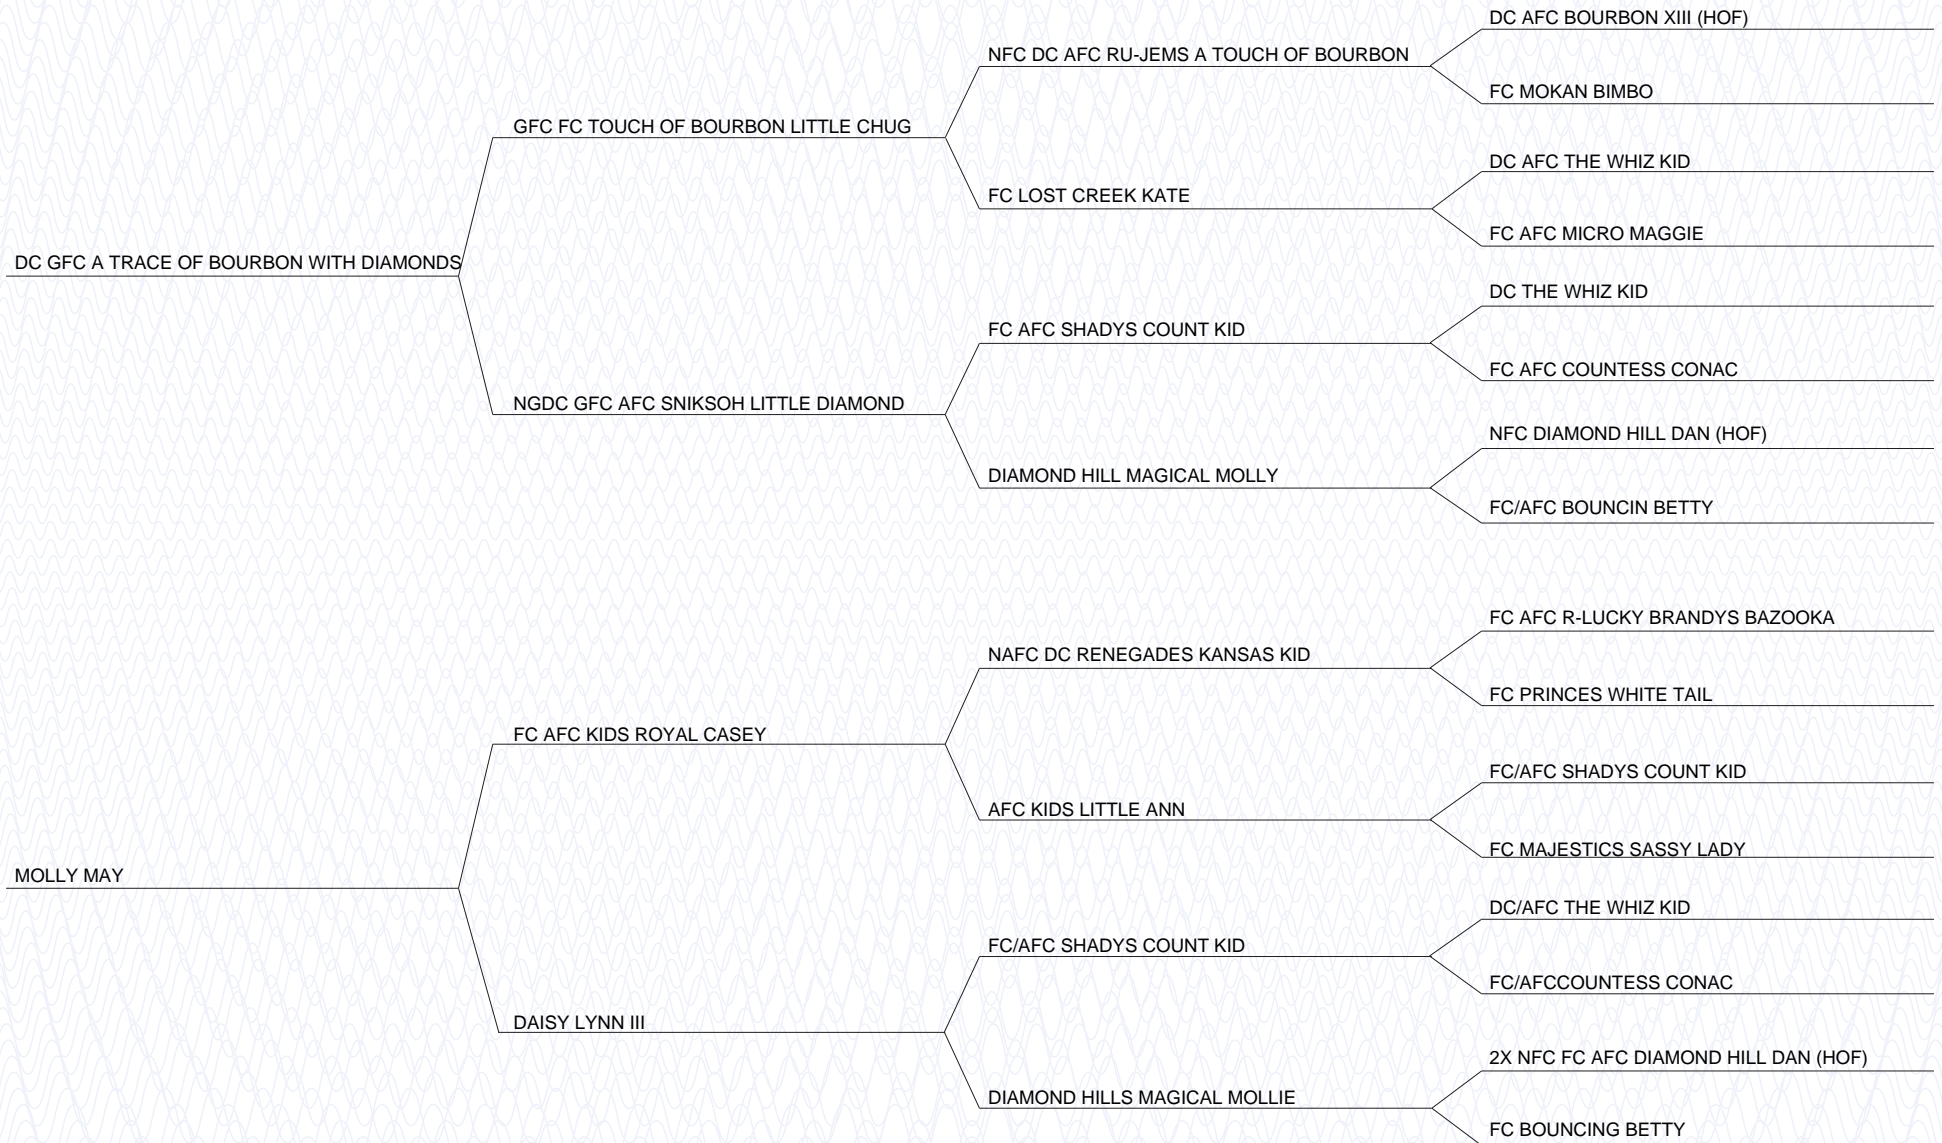 DC AFC BOURBON XIII (HOF)
NFC DC AFC RU-JEMS A TOUCH OF BOURBON
FC MOKAN BIMBO
GFC FC TOUCH OF BOURBON LITTLE CHUG
DC AFC THE WHIZ KID
FC LOST CREEK KATE
FC AFC MICRO MAGGIE
DC GFC A TRACE OF BOURBON WITH DIAMONDS
DC THE WHIZ KID
FC AFC SHADYS COUNT KID
FC AFC COUNTESS CONAC
NGDC GFC AFC SNIKSOH LITTLE DIAMOND
NFC DIAMOND HILL DAN (HOF)
DIAMOND HILL MAGICAL MOLLY
FC/AFC BOUNCIN BETTY
FC AFC R-LUCKY BRANDYS BAZOOKA
NAFC DC RENEGADES KANSAS KID
FC PRINCES WHITE TAIL
FC AFC KIDS ROYAL CASEY
FC/AFC SHADYS COUNT KID
AFC KIDS LITTLE ANN
FC MAJESTICS SASSY LADY
MOLLY MAY
DC/AFC THE WHIZ KID
FC/AFC SHADYS COUNT KID
FC/AFCCOUNTESS CONAC
DAISY LYNN III
2X NFC FC AFC DIAMOND HILL DAN (HOF)
DIAMOND HILLS MAGICAL MOLLIE
FC BOUNCING BETTY